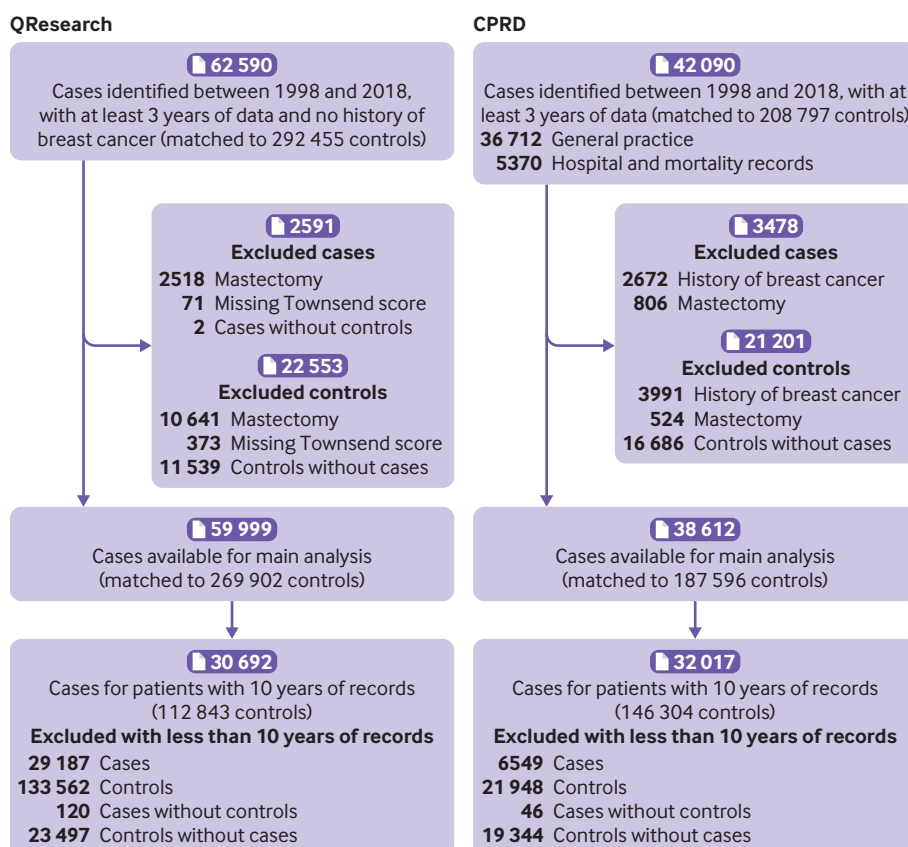 QResearch
62 590
Cases identified between 1998 and 2018,
with at least 3 years of data and no history of
breast cancer (matched to 292 455 controls)
2591
Excluded cases
2518 Mastectomy
71 Missing Townsend score
2 Cases without controls
22 553
Excluded controls
10 641 Mastectomy
373 Missing Townsend score
11 539 Controls without cases
59 999
Cases available for main analysis
(matched to 269 902 controls)
30 692
Cases for patients with 10 years of records
(112 843 controls)
Excluded with less than 10 years of records
29 187 Cases
133 562 Controls
120 Cases without controls
23 497 Controls without cases
CPRD
42 090
Cases identified between 1998 and 2018, with at
least 3 years of data (matched to 208 797 controls)
36 712 General practice
5370 Hospital and mortality records
3478
Excluded cases
2672 History of breast cancer
806 Mastectomy
21 201
Excluded controls
3991 History of breast cancer
524 Mastectomy
16 686 Controls without cases
38 612
Cases available for main analysis
(matched to 187 596 controls)
32 017
Cases for patients with 10 years of records
(146 304 controls)
Excluded with less than 10 years of records
6549 Cases
21 948 Controls
46 Cases without controls
19 344 Controls without cases